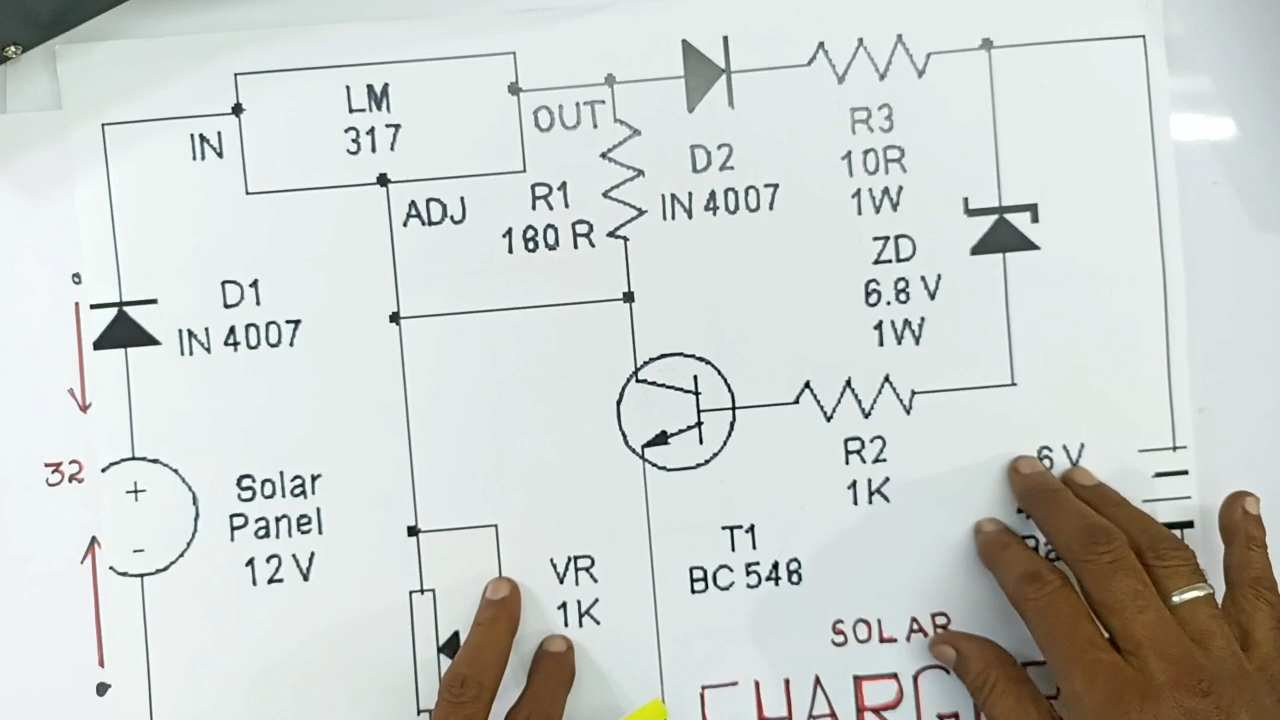 LM
317
IN
OUT
ADJ
R1
180 R
D2
IN 4007
R3
10R
1W
ZD
6.8 V
1W
D1
IN 4007
32
+
-
Solar
Panel
12V
R2
1K
6 V
T1
BC 548
VR
1K
SOLAR